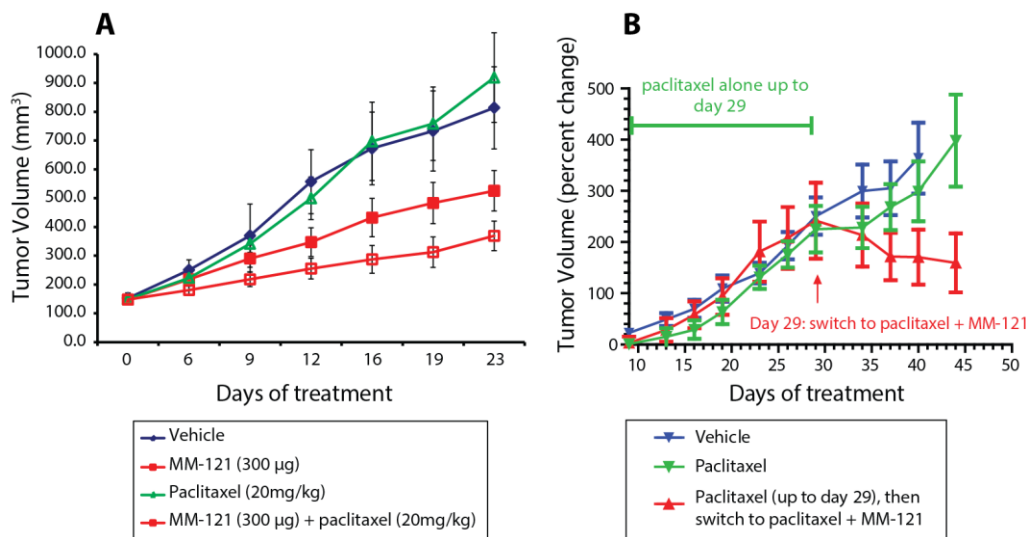 A
Tumor Volume (mm³)
1000.0
900.0
800.0
700.0
600.0
500.0
400.0
300.0
200.0
100.0
0.0
0 6 9 12 16 19 23
Days of treatment
Vehicle
MM-121 (300 µg)
Paclitaxel (20mg/kg)
MM-121 (300 µg) + paclitaxel (20mg/kg)
B
Tumor Volume (percent change)
500
400
300
200
100
0
paclitaxel alone up to
day 29
Day 29: switch to paclitaxel + MM-121
10 15 20 25 30 35 40 45 50
Days of treatment
Vehicle
Paclitaxel
Paclitaxel (up to day 29), then
switch to paclitaxel + MM-121